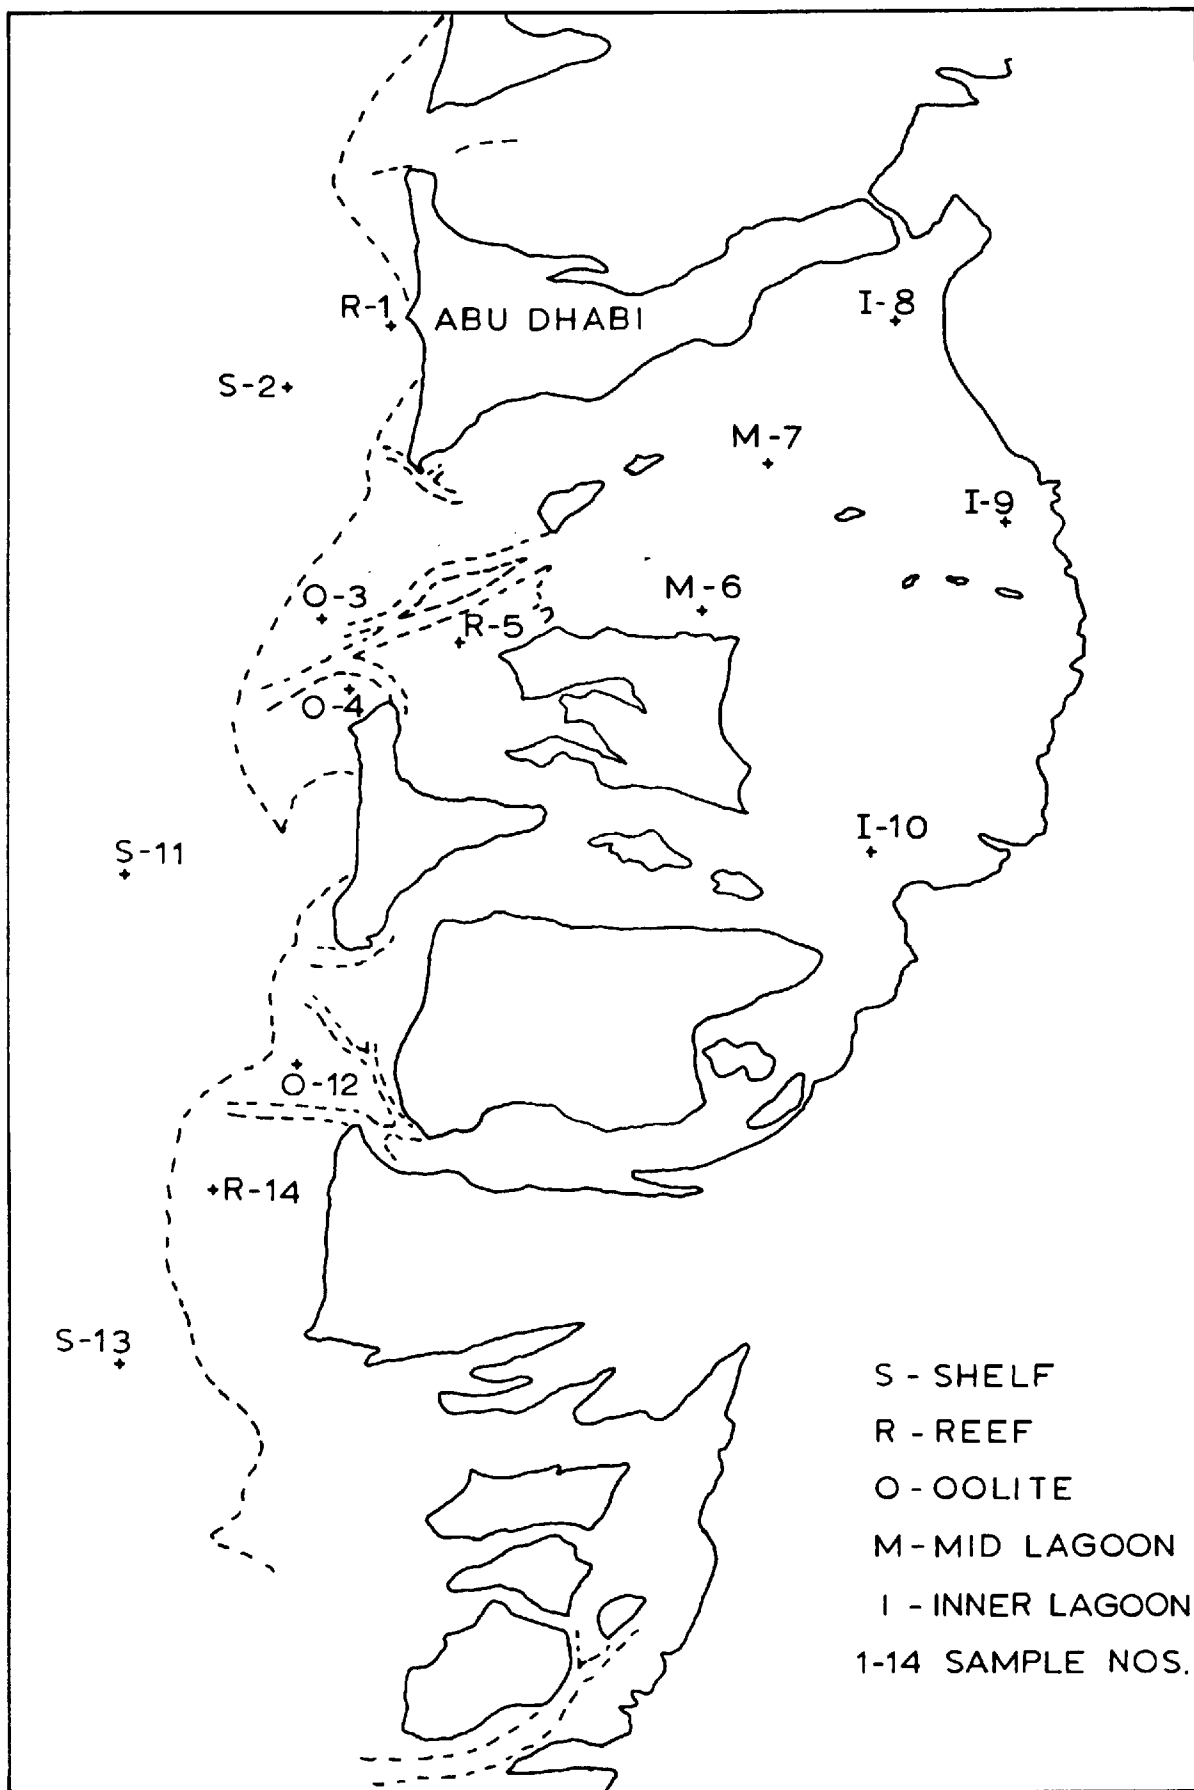 R-1
ABU DHABI
I-8
S-2
M-7
I-9
O-3
M-6
R-5
O-4
I-10
S-11
O-12
R-14
S-13
S - SHELF
R - REEF
O - OOLITE
M - MID LAGOON
I - INNER LAGOON
1-14 SAMPLE NOS.